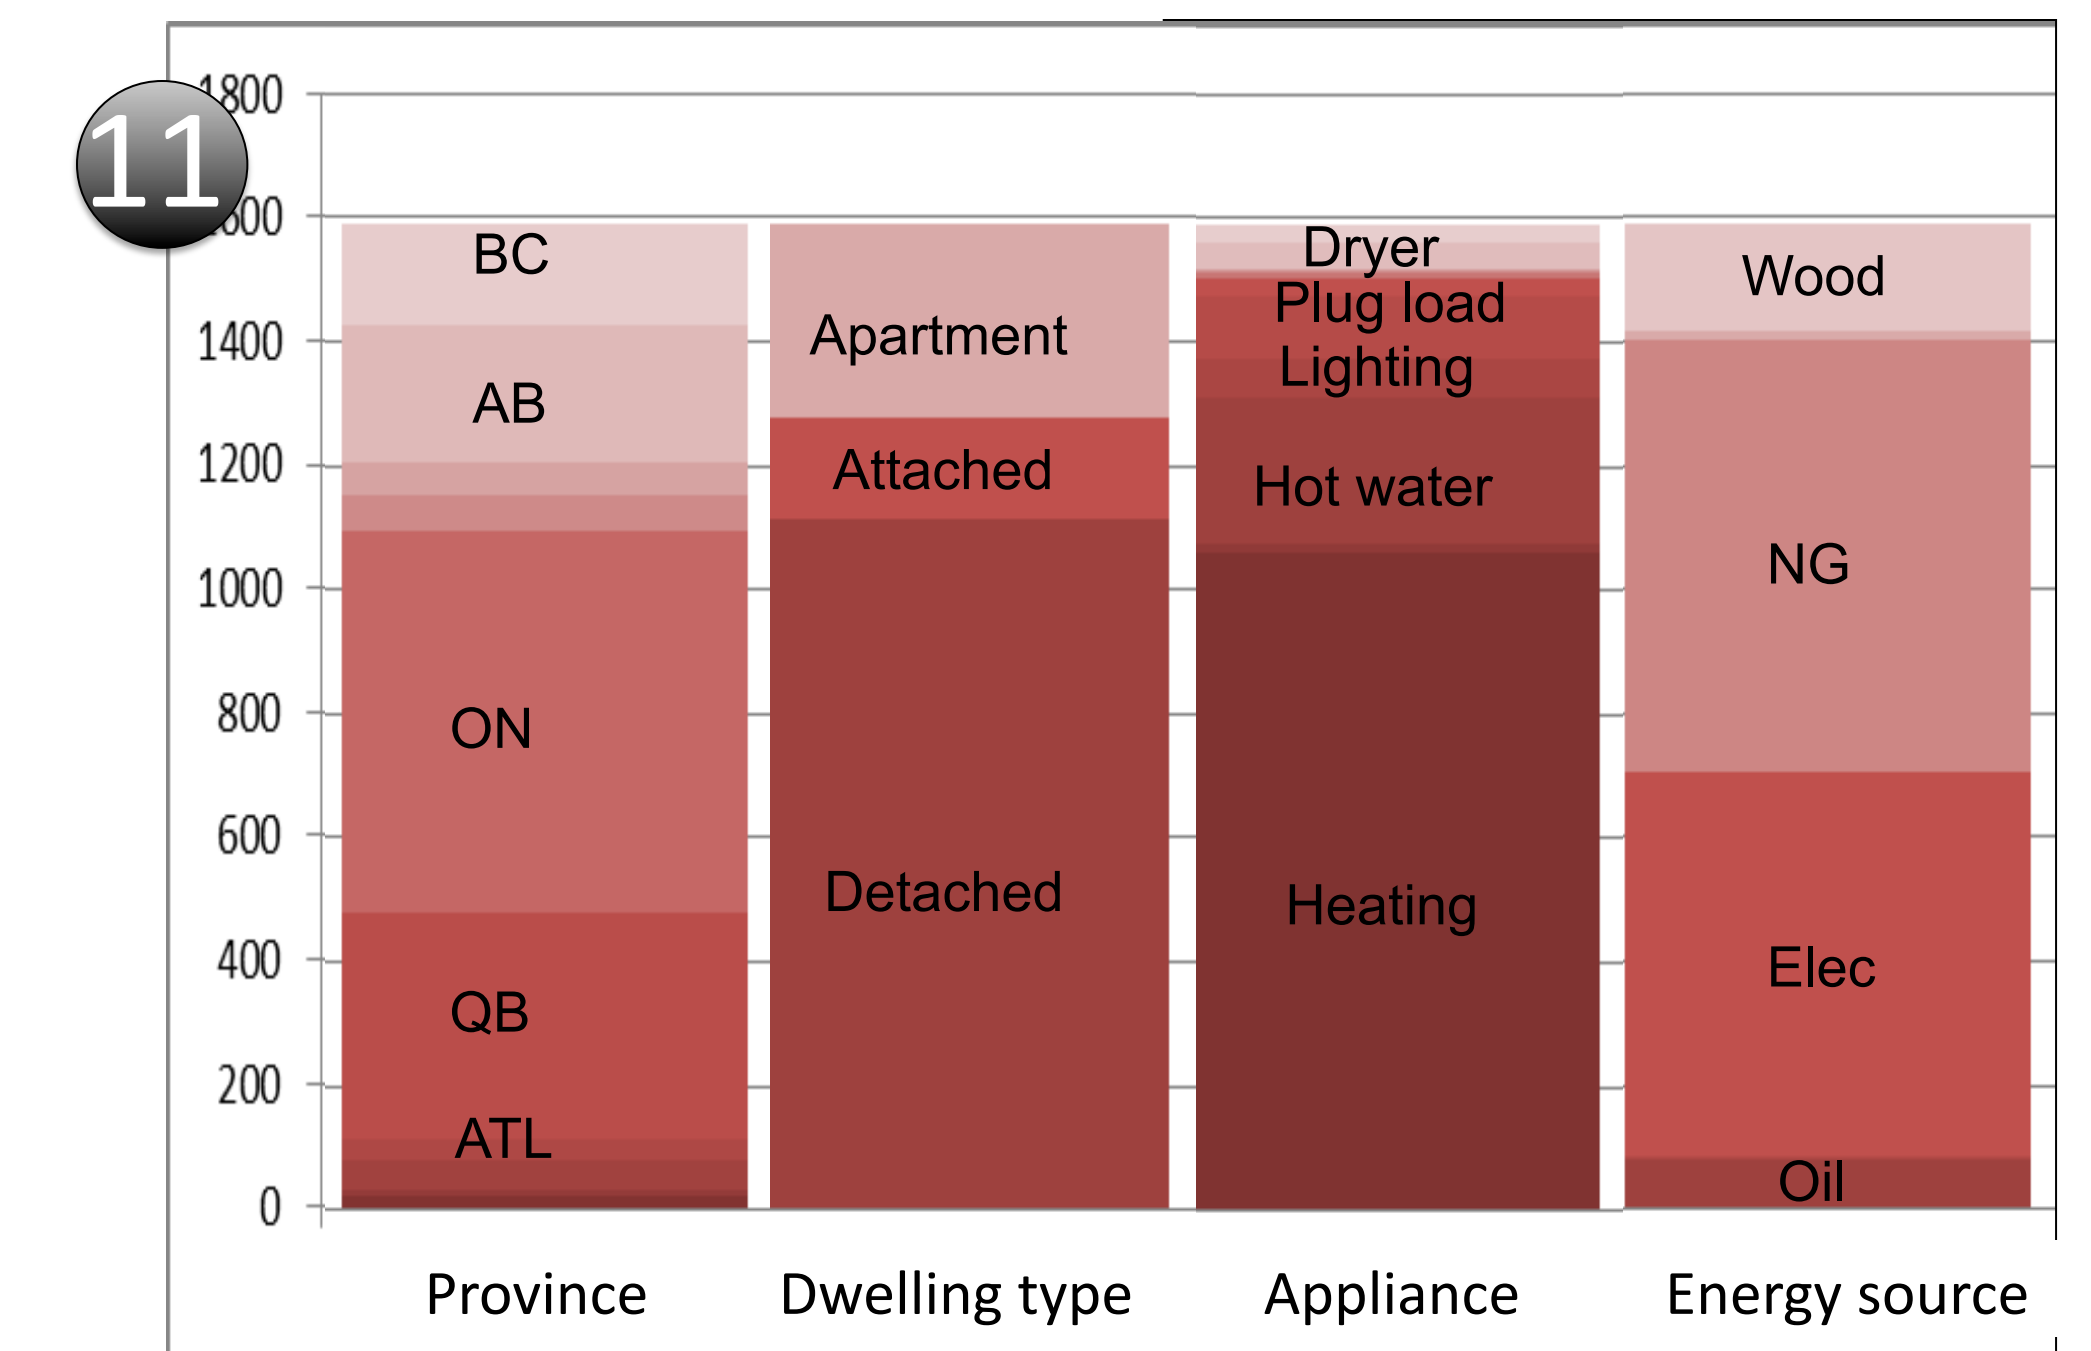 11
1800
1600
1400
1200
1000
800
600
400
200
0
BC
AB
ON
QB
ATL
Apartment
Attached
Detached
Dryer
Plug load
Lighting
Hot water
Heating
Wood
NG
Elec
Oil
Province
Dwelling type
Appliance
Energy source